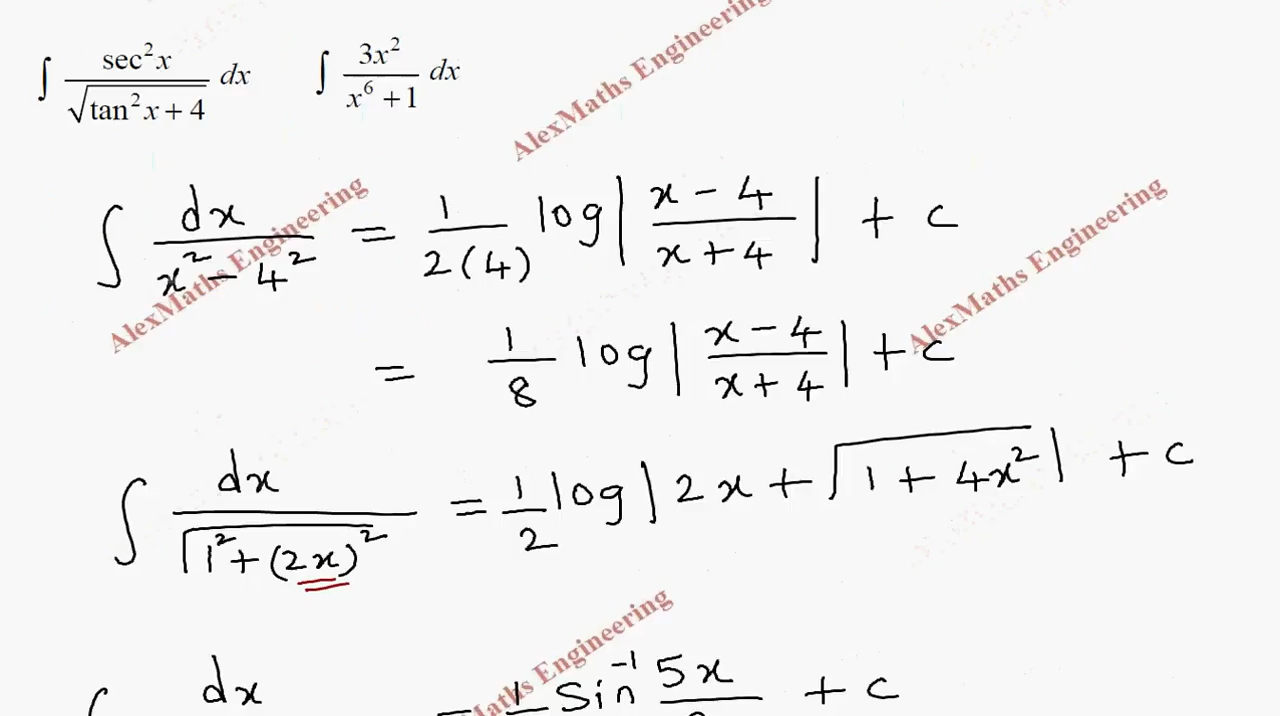 ∫ sec²x / √(tan²x + 4) dx    ∫ 3x² / (x⁶ + 1) dx
AlexMaths Engineering
∫ dx / (x² − 4²) = 1 / 2(4) log | (x − 4) / (x + 4) | + c
AlexMaths Engineering
AlexMaths Engineering
= 1/8 log | (x − 4) / (x + 4) | + c
∫ dx / √(1² + (2x)²) = 1/2 log | 2x + √(1 + 4x²) | + c
AlexMaths Engineering
∫ dx = 1 Sin⁻¹ 5x + c